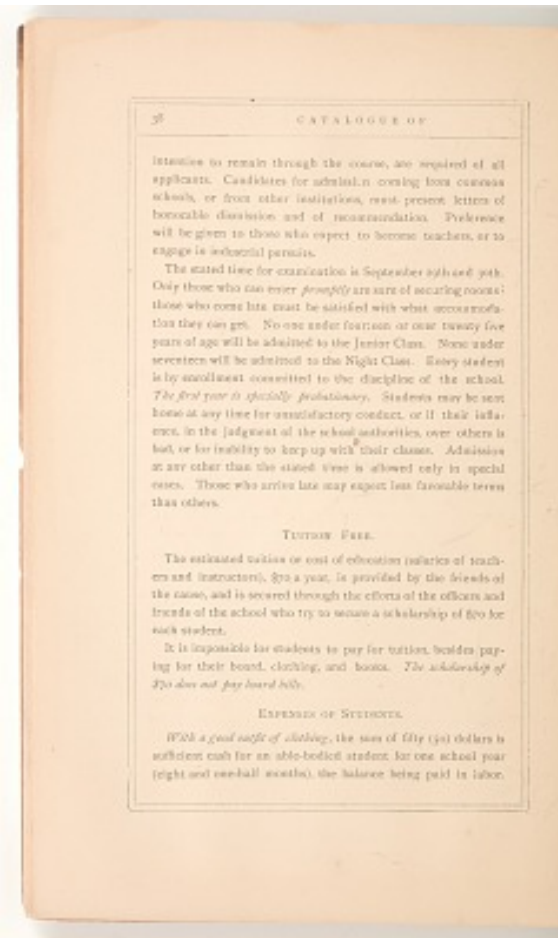 38 CATALOGUE OF
intention to remain through the course, are required of all
applicants. Candidates for admission coming from common
schools, or from other institutions, must present letters of
honorable dismission and of recommendation. Preference
will be given to those who expect to become teachers, or to
engage in industrial pursuits.
The stated time for examination is September 29th and 30th.
Only those who can enter promptly are sure of securing rooms;
those who come late must be satisfied with what accommoda-
tion they can get. No one under fourteen or over twenty five
years of age will be admitted to the Junior Class. None under
seventeen will be admitted to the Night Class. Every student
is by enrollment committed to the discipline of the school.
The first year is specially probationary. Students may be sent
home at any time for unsatisfactory conduct, or if their influ-
ence, in the judgment of the school authorities, over others is
bad, or for inability to keep up with their classes. Admission
at any other than the stated time is allowed only in special
cases. Those who arrive late may expect less favorable terms
than others.
TUITION FREE.
The estimated tuition or cost of education (salaries of teach-
ers and instructors), $70 a year, is provided by the friends of
the cause, and is secured through the efforts of the officers and
friends of the school who try to secure a scholarship of $70 for
each student.
It is impossible for students to pay for tuition, besides pay-
ing for their board, clothing, and books. The scholarship of
$70 does not pay board bills.
EXPENSES OF STUDENTS.
With a good outfit of clothing, the sum of fifty (50) dollars is
sufficient cash for an able-bodied student for one school year
(eight and one-half months), the balance being paid in labor.